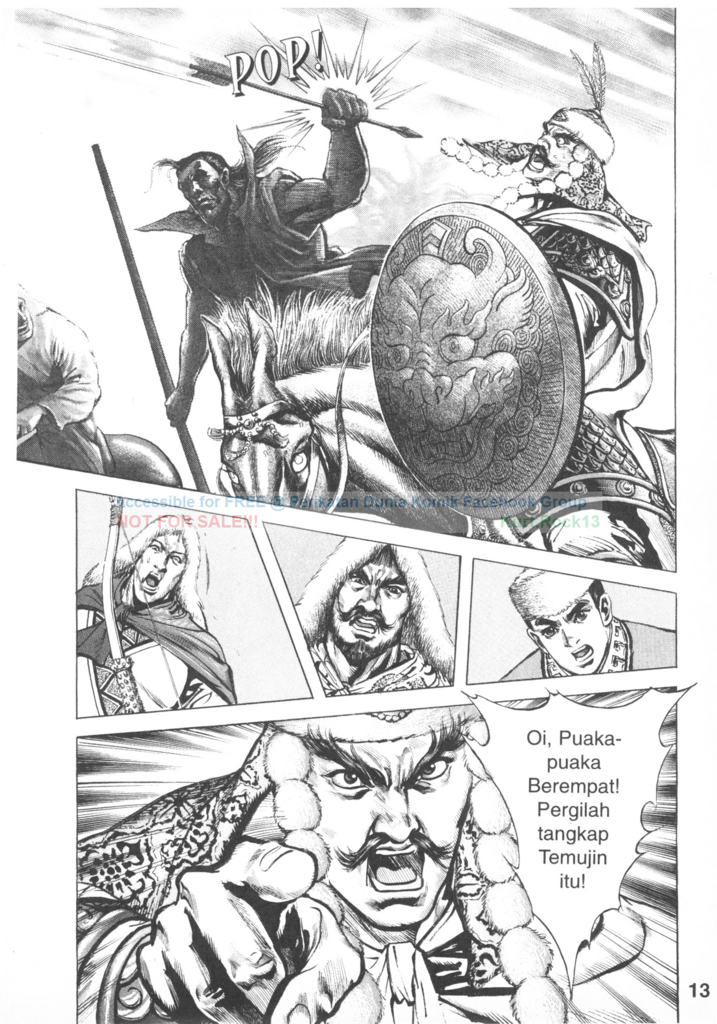 POP!
Accessible for FREE @ Perikatan Dunia Komik Facebook Group
NOT FOR SALE!!!
Oi, Puaka-
puaka
Berempat!
Pergilah
tangkap
Temujin
itu!
13